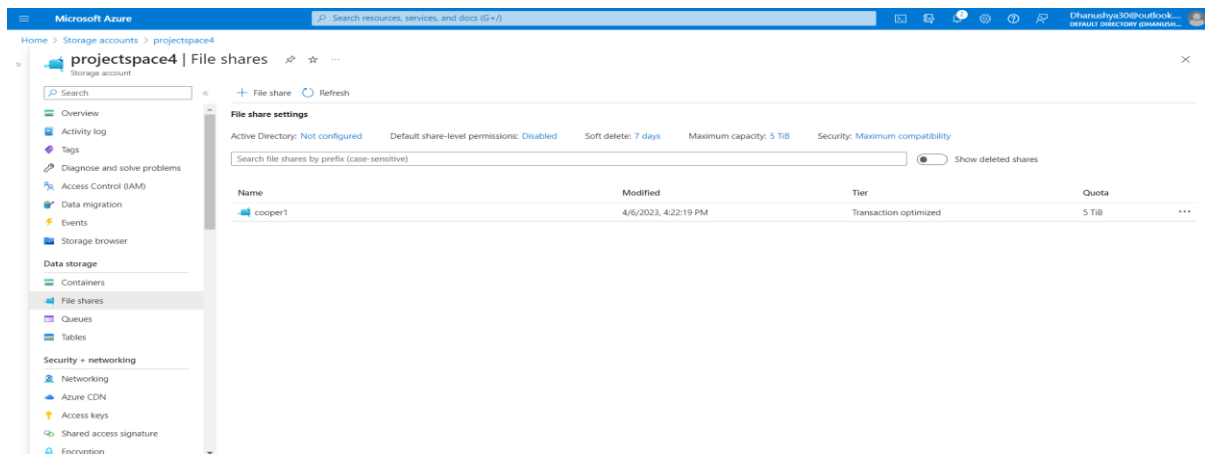 Microsoft Azure
Search resources, services, and docs (G+/)
2
Dhanushya30@outlook....
DEFAULT DIRECTORY (DHANUSH...
Home > Storage accounts > projectspace4
projectspace4 | File shares
Storage account
Search
+ File share Refresh
Overview
Activity log
Tags
Diagnose and solve problems
Access Control (IAM)
Data migration
Events
Storage browser
Data storage
Containers
File shares
Queues
Tables
Security + networking
Networking
Azure CDN
Access keys
Shared access signature
Encryption
File share settings
Active Directory: Not configured Default share-level permissions: Disabled Soft delete: 7 days Maximum capacity: 5 TiB Security: Maximum compatibility
Search file shares by prefix (case-sensitive) Show deleted shares
Name Modified Tier Quota
cooper1 4/6/2023, 4:22:19 PM Transaction optimized 5 TiB